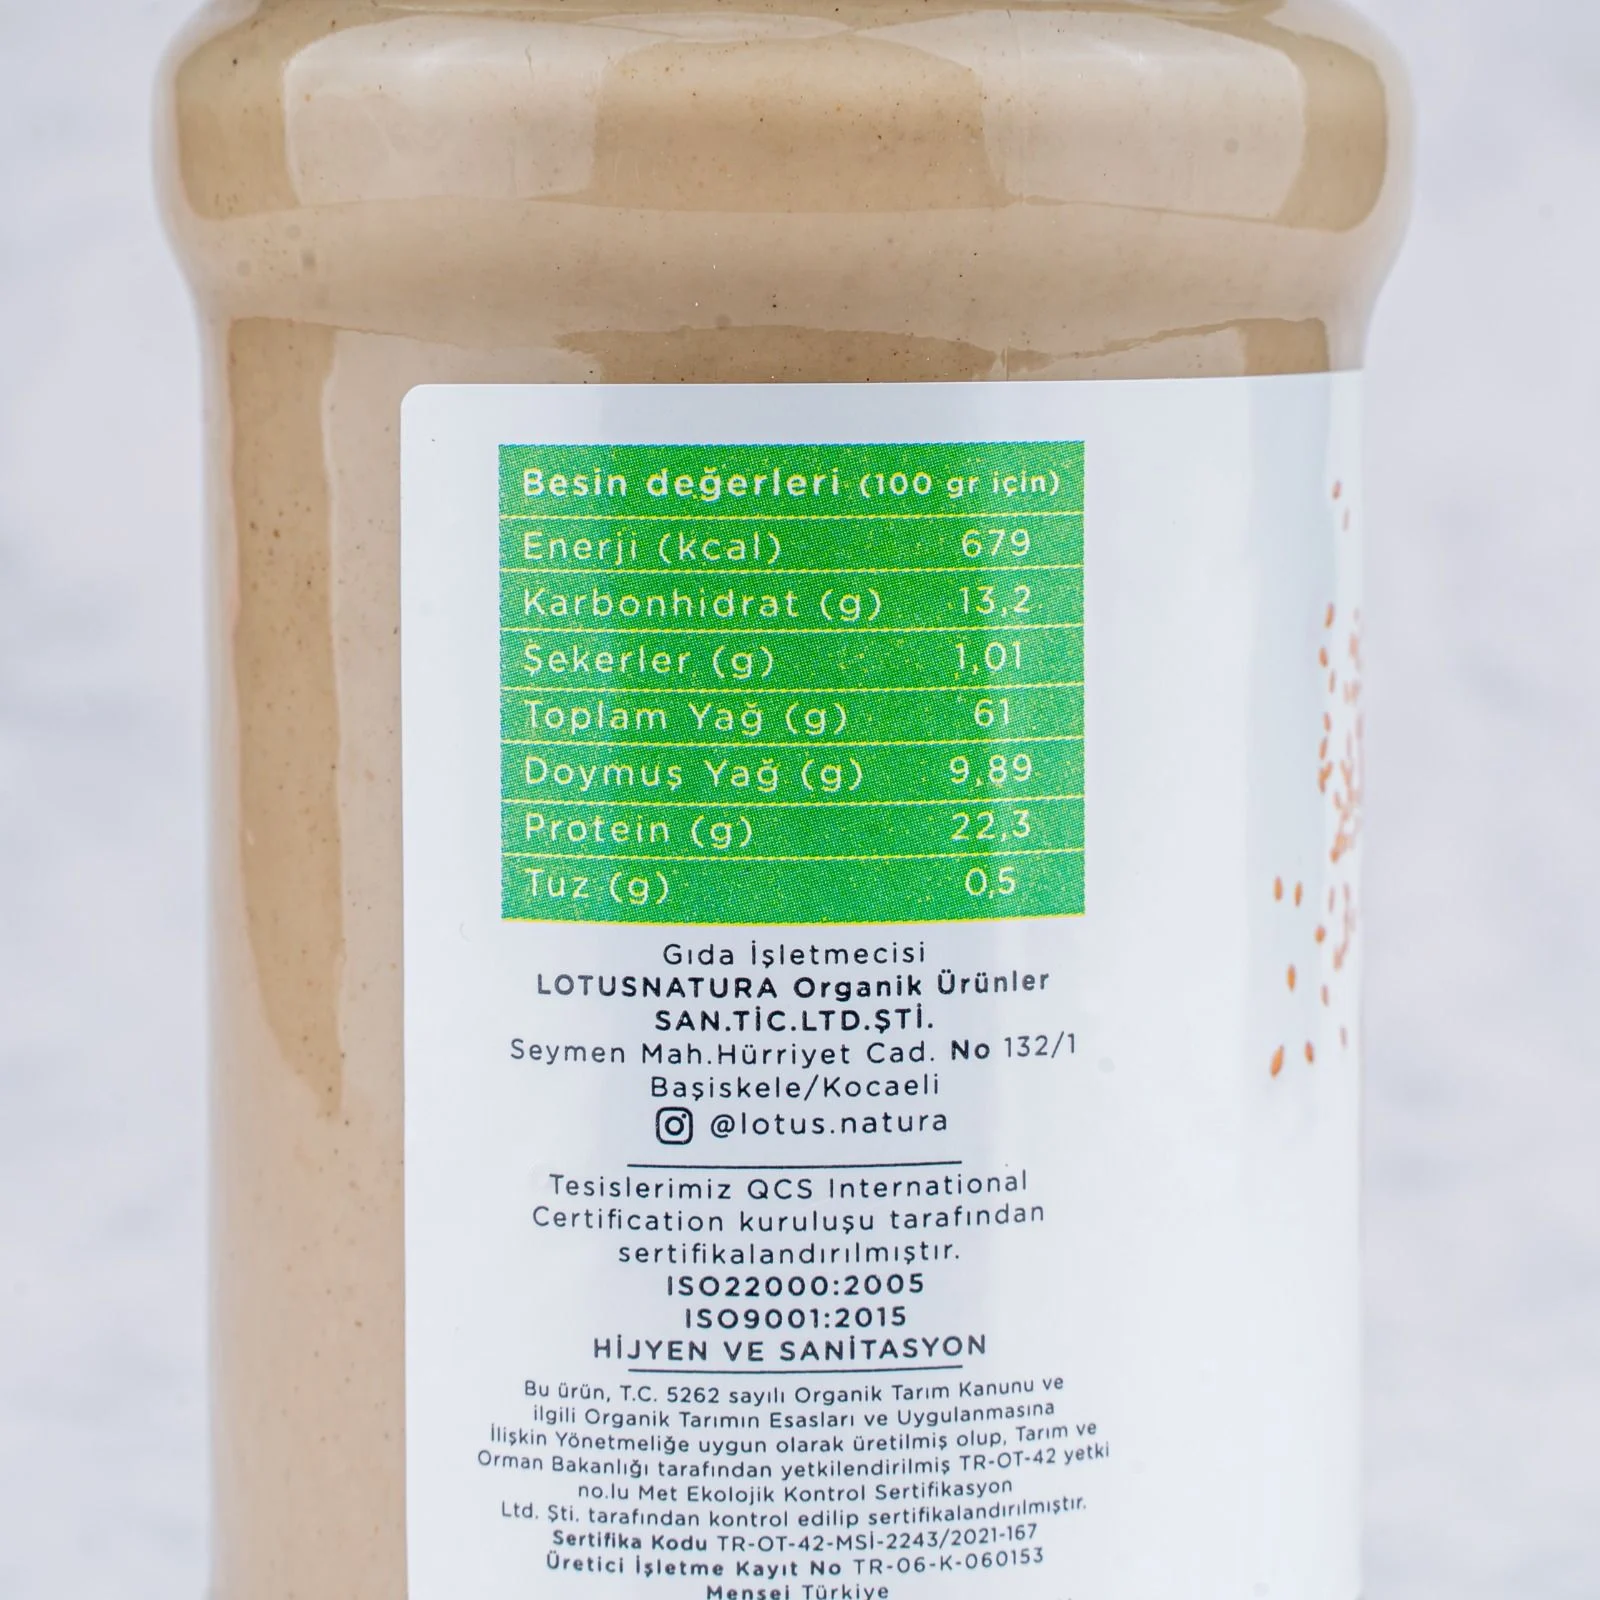 Besin değerleri (100 gr için)
Enerji (kcal) 679
Karbonhidrat (g) 13,2
Şekerler (g) 1,01
Toplam Yağ (g) 61
Doymuş Yağ (g) 9,89
Protein (g) 22,3
Tuz (g) 0,5
Gıda İşletmecisi
LOTUSNATURA Organik Ürünler
SAN.TİC.LTD.ŞTİ.
Seymen Mah.Hürriyet Cad. No 132/1
Başiskele/Kocaeli
@lotus.natura
Tesislerimiz QCS International
Certification kuruluşu tarafından
sertifikalandırılmıştır.
ISO22000:2005
ISO9001:2015
HİJYEN VE SANİTASYON
Bu ürün, T.C. 5262 sayılı Organik Tarım Kanunu ve
ilgili Organik Tarımın Esasları ve Uygulanmasına
İlişkin Yönetmeliğe uygun olarak üretilmiş olup, Tarım ve
Orman Bakanlığı tarafından yetkilendirilmiş TR-OT-42 yetki
no.lu Met Ekolojik Kontrol Sertifikasyon
Ltd. Şti. tarafından kontrol edilip sertifikalandırılmıştır.
Sertifika Kodu TR-OT-42-MSİ-2243/2021-167
Üretici İşletme Kayıt No TR-06-K-060153
Menşei Türkiye